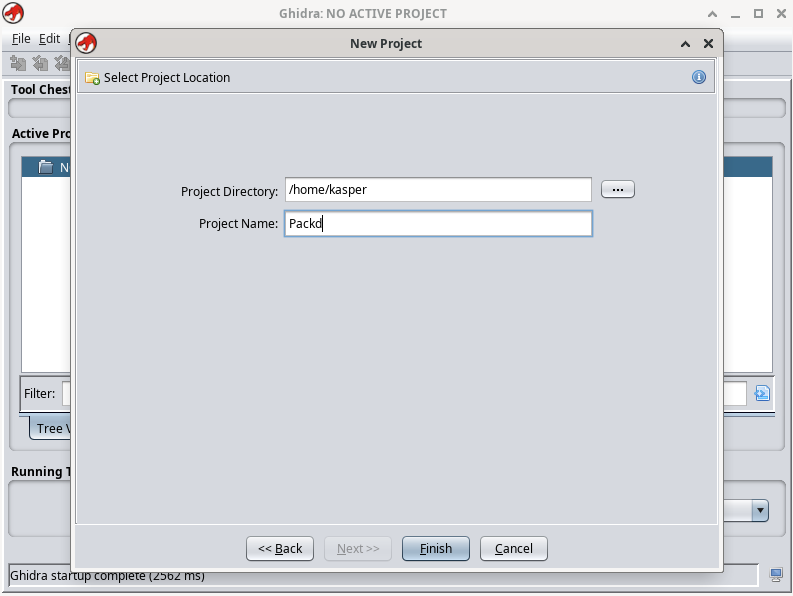 Ghidra: NO ACTIVE PROJECT
File Edit
New Project
Select Project Location
Tool Ches
Active Pro
N
Project Directory: /home/kasper ...
Project Name: Packd
Filter:
Tree V
Running T
<< Back Next >> Finish Cancel
Ghidra startup complete (2562 ms)